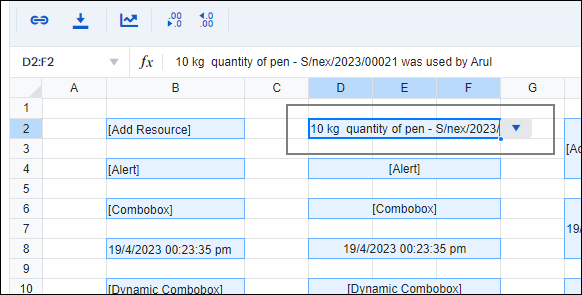 .00 .0
.0 .00
D2:F2 fx 10 kg  quantity of pen - S/nex/2023/00021 was used by Arul
A B C D E F G
1
2 [Add Resource] 10 kg  quantity of pen - S/nex/2023/
3 [Ad
4 [Alert] [Alert]
5
6 [Combobox] [Combobox]
7 19/
8 19/4/2023 00:23:35 pm 19/4/2023 00:23:35 pm
9
10 [Dynamic Combobox] [Dynamic Combobox]